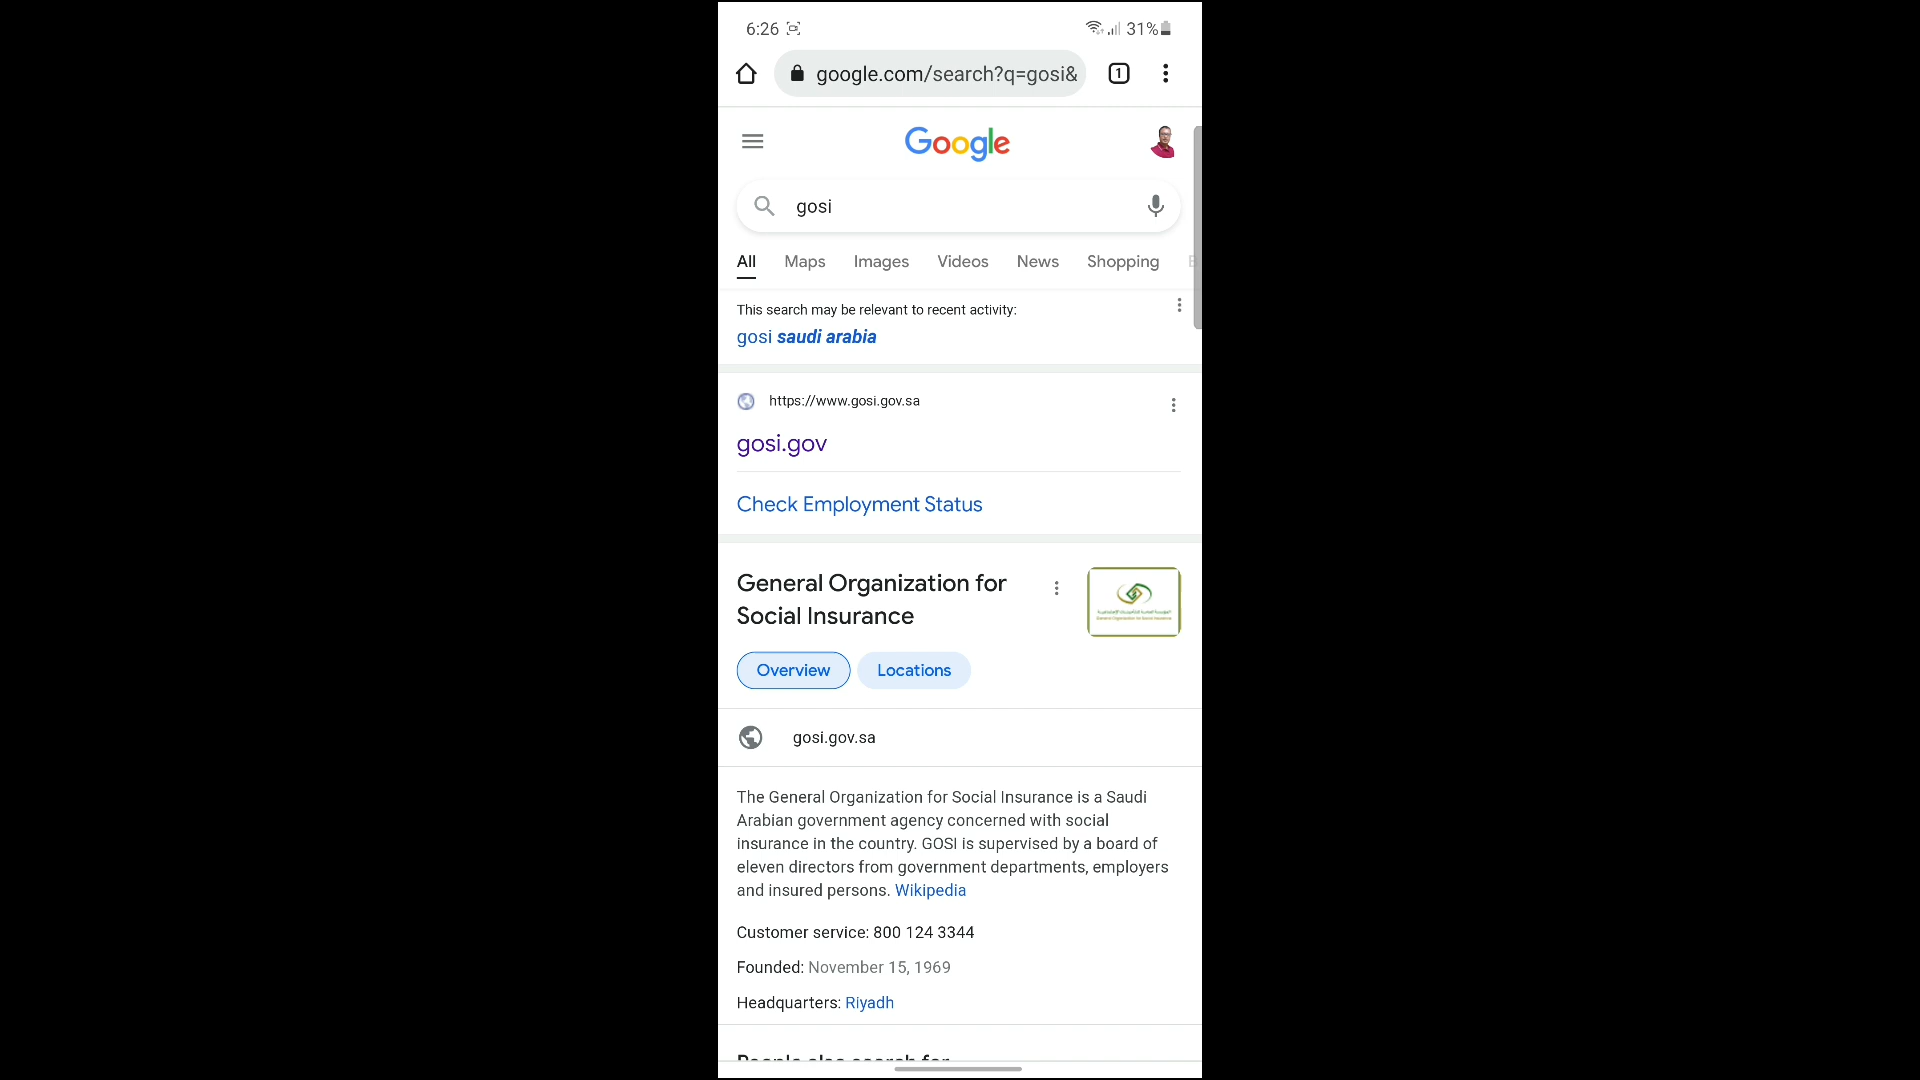 6:26
31%
google.com/search?q=gosi&
1
Google
gosi
All Maps Images Videos News Shopping
This search may be relevant to recent activity:
gosi saudi arabia
https://www.gosi.gov.sa
gosi.gov
Check Employment Status
General Organization for
Social Insurance
Overview Locations
gosi.gov.sa
The General Organization for Social Insurance is a Saudi
Arabian government agency concerned with social
insurance in the country. GOSI is supervised by a board of
eleven directors from government departments, employers
and insured persons. Wikipedia
Customer service: 800 124 3344
Founded: November 15, 1969
Headquarters: Riyadh
People also search for